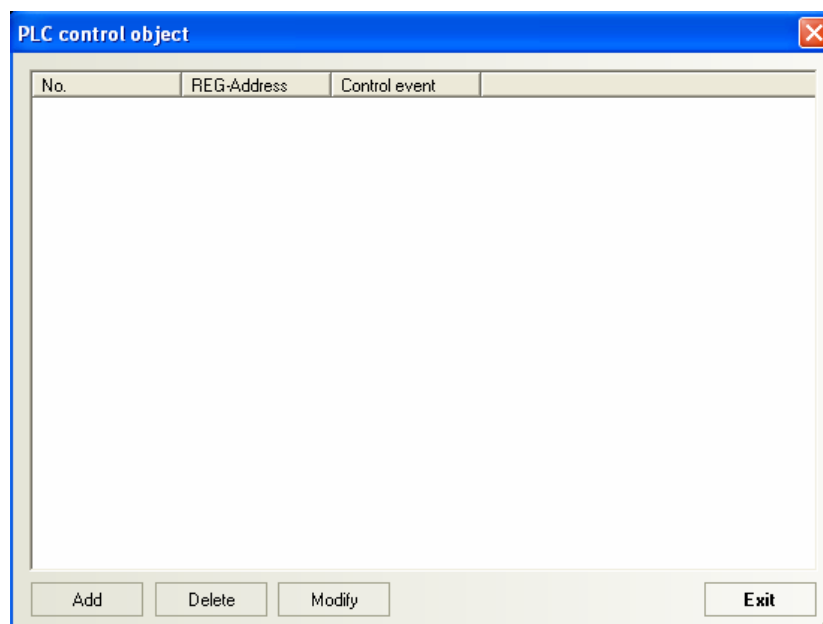 PLC control object
No. REG-Address Control event
Add Delete Modify Exit